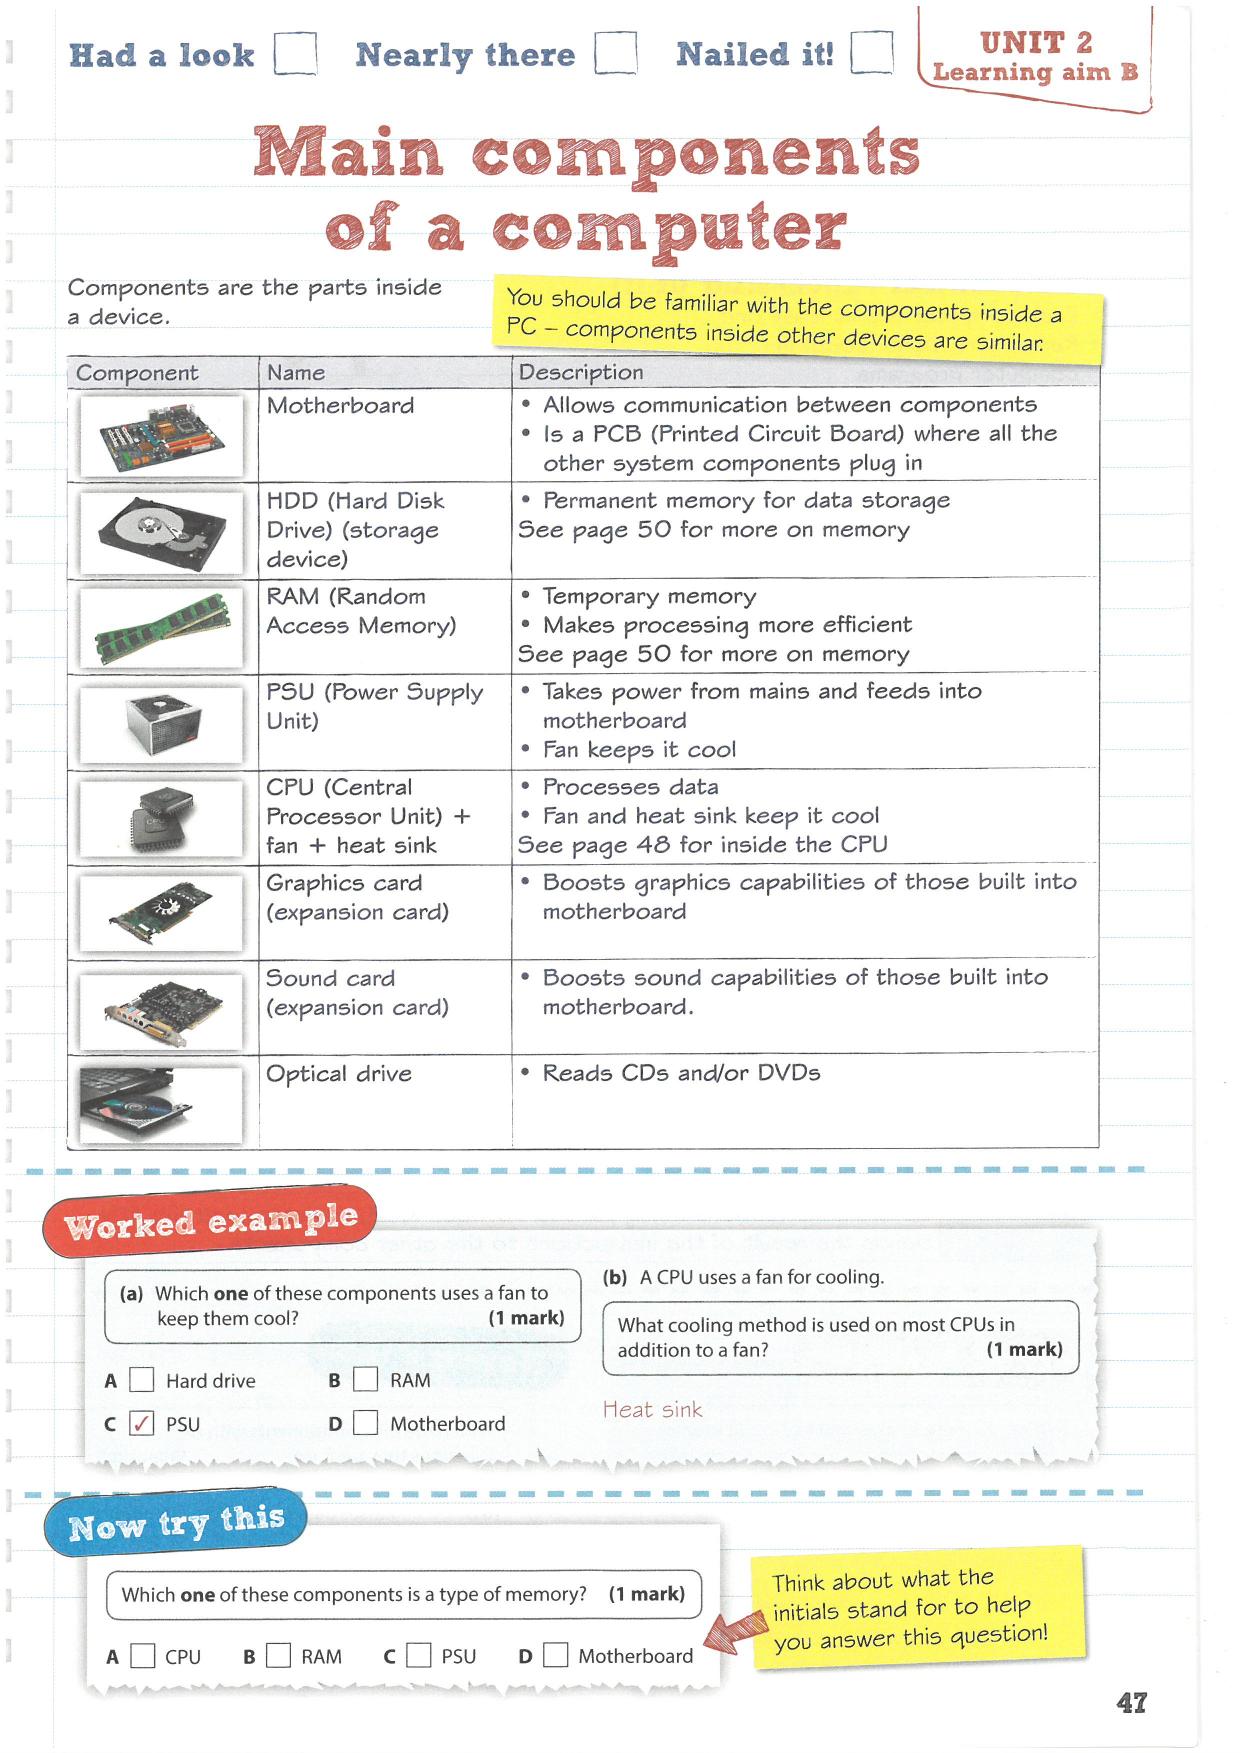 Had a look
Nearly there
Nailed it!
UNIT 2
Learning aim B
Main components
of a computer
Components are the parts inside
a device.
You should be familiar with the components inside a
PC – components inside other devices are similar.
Component
Name
Description
Motherboard
• Allows communication between components
• Is a PCB (Printed Circuit Board) where all the
other system components plug in
HDD (Hard Disk
Drive) (storage
device)
• Permanent memory for data storage
See page 50 for more on memory
RAM (Random
Access Memory)
• Temporary memory
• Makes processing more efficient
See page 50 for more on memory
PSU (Power Supply
Unit)
• Takes power from mains and feeds into
motherboard
• Fan keeps it cool
CPU (Central
Processor Unit) +
fan + heat sink
• Processes data
• Fan and heat sink keep it cool
See page 48 for inside the CPU
Graphics card
(expansion card)
• Boosts graphics capabilities of those built into
motherboard
Sound card
(expansion card)
• Boosts sound capabilities of those built into
motherboard.
Optical drive
• Reads CDs and/or DVDs
Worked example
(a) Which one of these components uses a fan to
keep them cool? (1 mark)
A Hard drive B RAM
C ✓ PSU D Motherboard
(b) A CPU uses a fan for cooling.
What cooling method is used on most CPUs in
addition to a fan? (1 mark)
Heat sink
Now try this
Which one of these components is a type of memory? (1 mark)
A CPU B RAM C PSU D Motherboard
Think about what the
initials stand for to help
you answer this question!
47